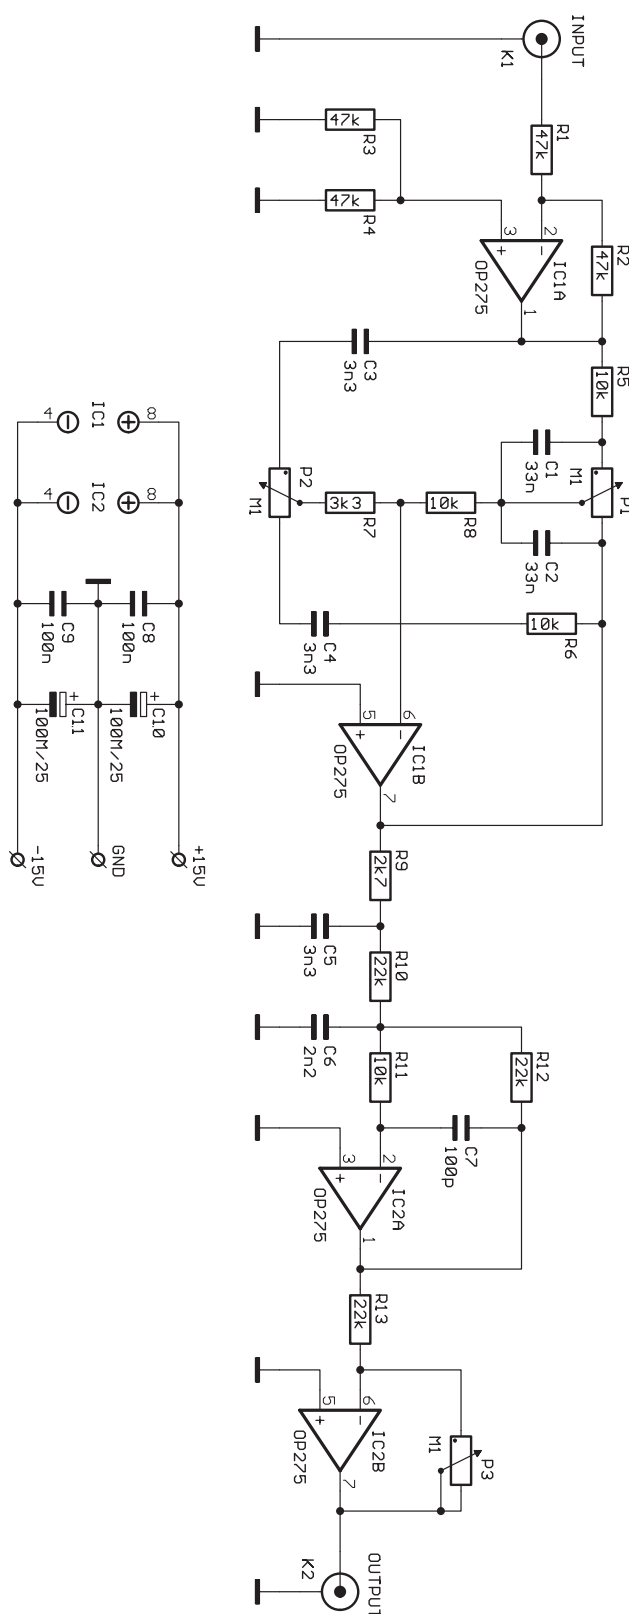 INPUT
K1
R1
47k
R3
47k
R4
47k
R2
47k
2
3
-
+
IC1A
OP275
1
C3
3n3
R5
10k
P1
M1
C1
33n
C2
33n
P2
M1
R7
3k3
R8
10k
R6
10k
C4
3n3
6
5
-
+
IC1B
OP275
7
R9
2k7
C5
3n3
R10
22k
C6
2n2
R11
10k
R12
22k
C7
100p
2
3
-
+
IC2A
OP275
1
R13
22k
6
5
-
+
IC2B
OP275
7
P3
M1
OUTPUT
K2
8
IC1
4
8
IC2
4
C8
100n
C9
100n
+
C10
100M/25
+
C11
100M/25
+15V
GND
-15V